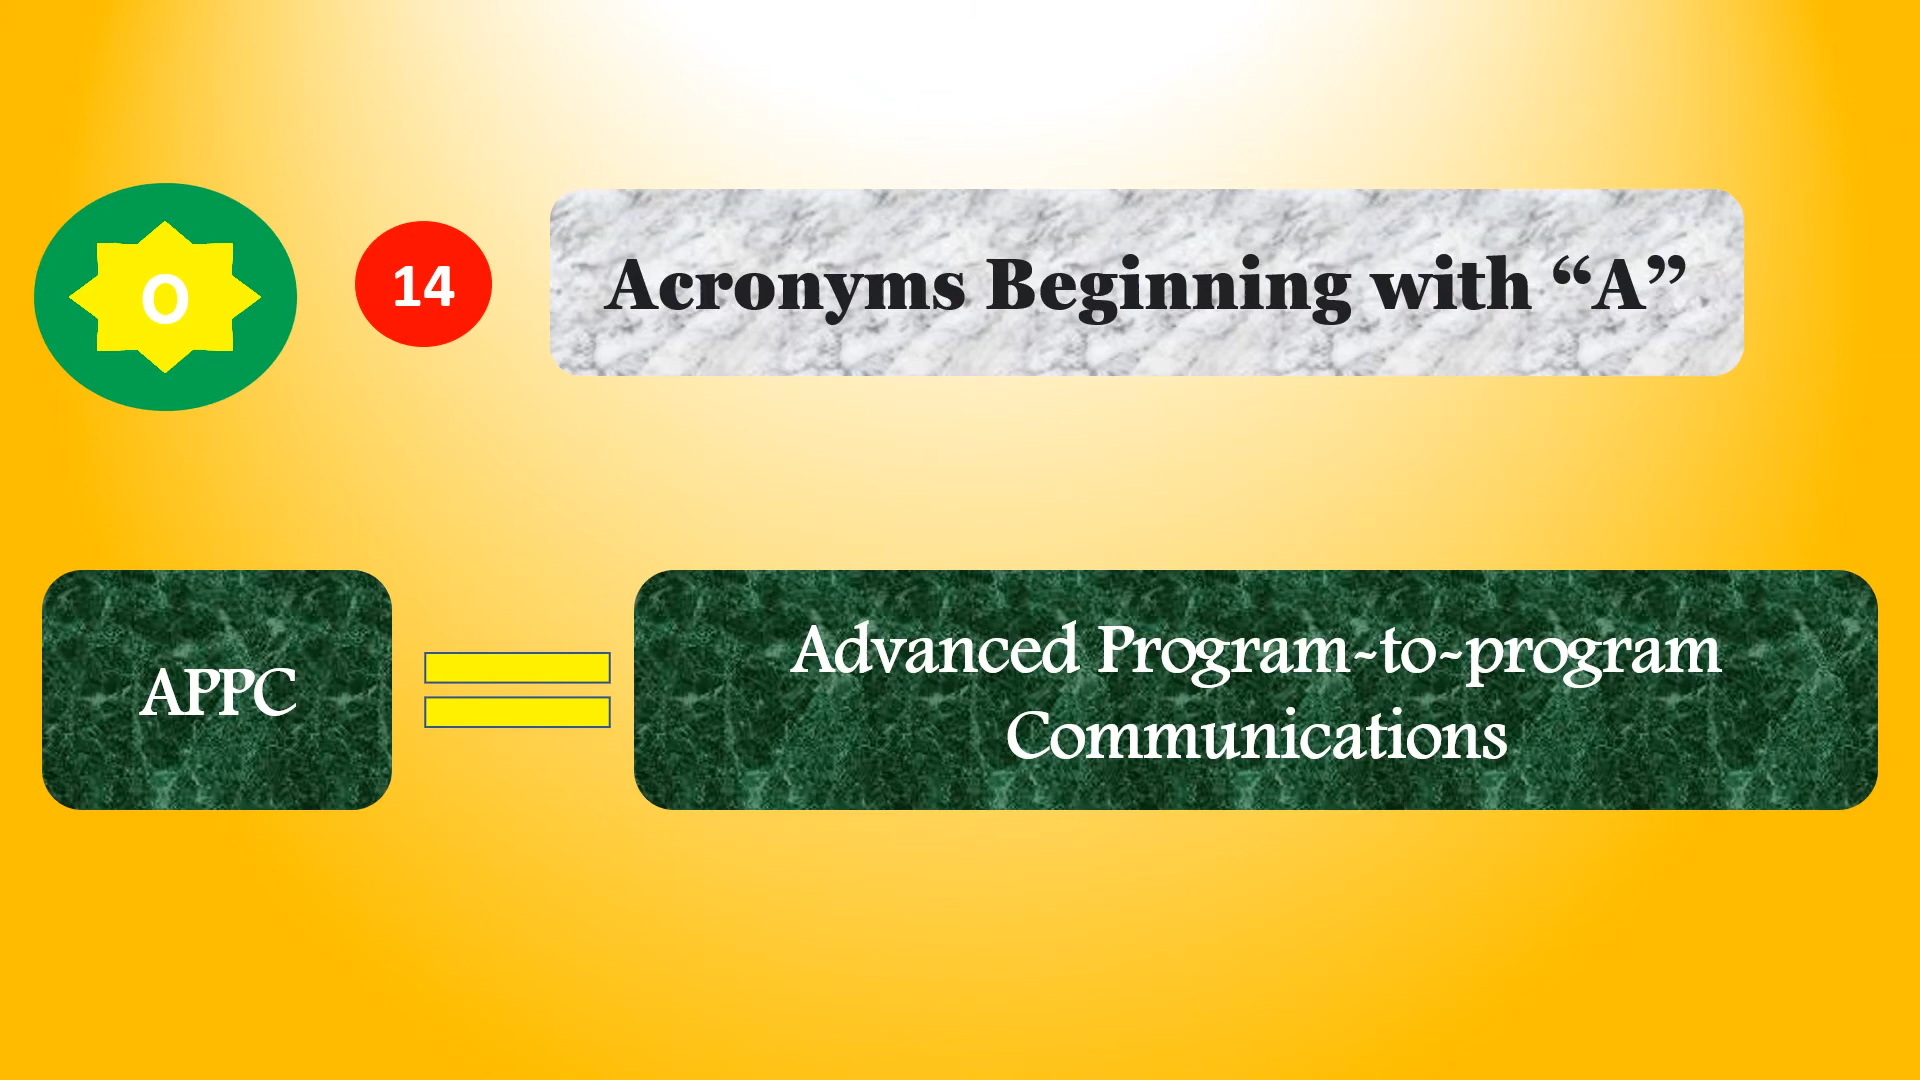 O
14
Acronyms Beginning with “A”
APPC
Advanced Program-to-program
Communications